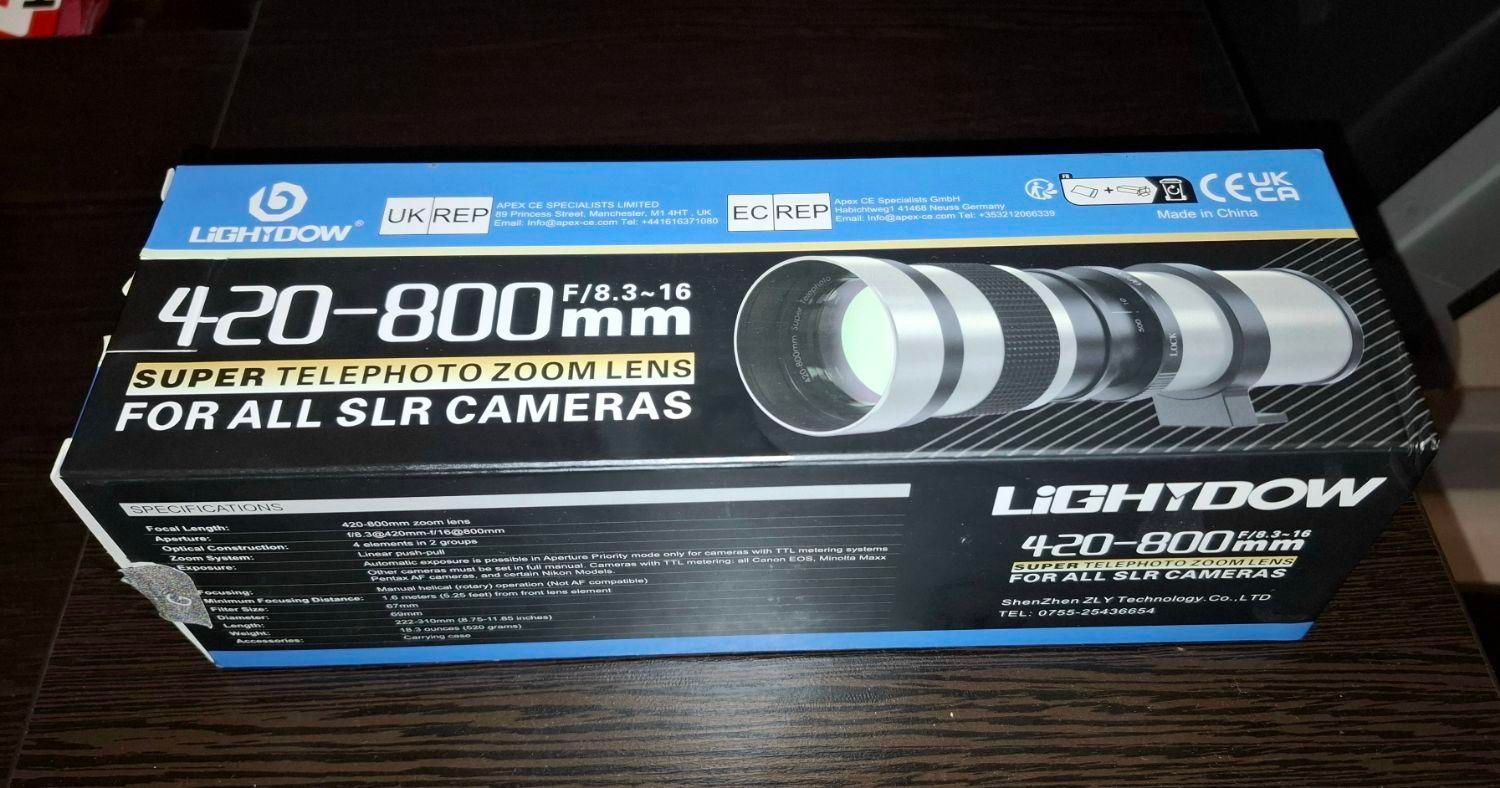 LiGHTDOW®
UK REP
APEX CE SPECIALISTS LIMITED
89 Princess Street, Manchester, M1 4HT , UK
Email: Info@apex-ce.com Tel: +441616371080
EC REP
Apex CE Specialists GmbH
Habichtweg1 41468 Neuss Germany
Email: Info@apex-ce.com Tel: +353212066339
FR
+
CE UK CA
Made in China
420-800mm F/8.3~16
SUPER TELEPHOTO ZOOM LENS
FOR ALL SLR CAMERAS
420-800mm Super Telephoto
LOCK
SPECIFICATIONS
Focal Length: 420-800mm zoom lens
Aperture: f/8.3@420mm-f/16@800mm
Optical Construction: 4 elements in 2 groups
Zoom System: Linear push-pull
Exposure: Automatic exposure is possible in Aperture Priority mode only for cameras with TTL metering systems
Other cameras must be set in full manual. Cameras with TTL metering: all Canon EOS, Minolta Maxx
Pentax AF cameras, and certain Nikon Models.
Focusing: Manual helical (rotary) operation (Not AF compatible)
Minimum Focusing Distance: 1.6 meters (5.25 feet) from front lens element
Filter Size: 67mm
Diameter: 69mm
Length: 222-310mm (8.75-11.85 inches)
Weight: 18.3 ounces (520 grams)
Accessories: Carrying case
LiGHTDOW
420-800mm F/8.3~16
SUPER TELEPHOTO ZOOM LENS
FOR ALL SLR CAMERAS
ShenZhen ZLY Technology.Co.,LTD
TEL: 0755-25436654